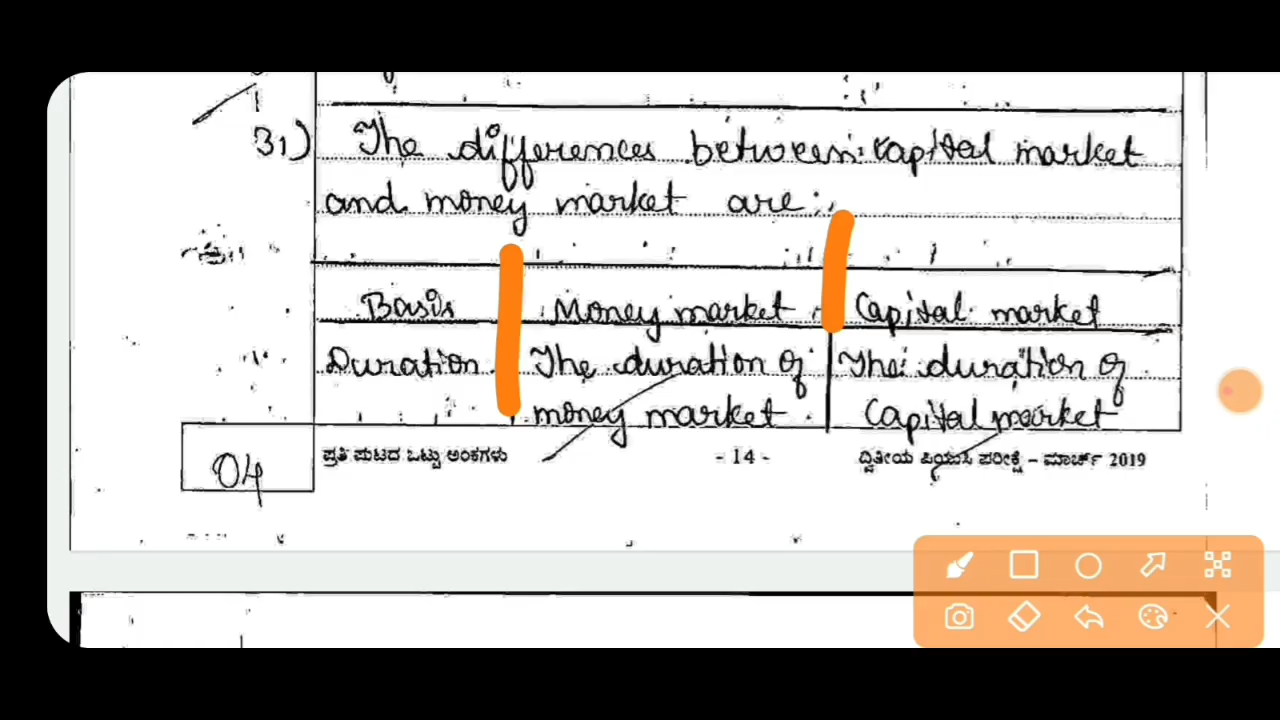 31) The differences between capital market
and money market are:
Basis Money market Capital market
Duration The duration of The duration of
money market Capital market
04 ಪ್ರತಿ ಪುಟದ ಒಟ್ಟು ಅಂಕಗಳು - 14 - ದ್ವಿತೀಯ ಪಿಯುಸಿ ಪರೀಕ್ಷೆ – ಮಾರ್ಚ್ 2019